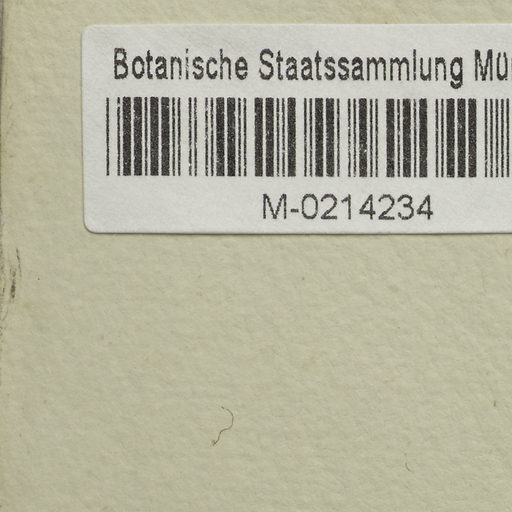 Botanische Staatssammlung Mü
M-0214234